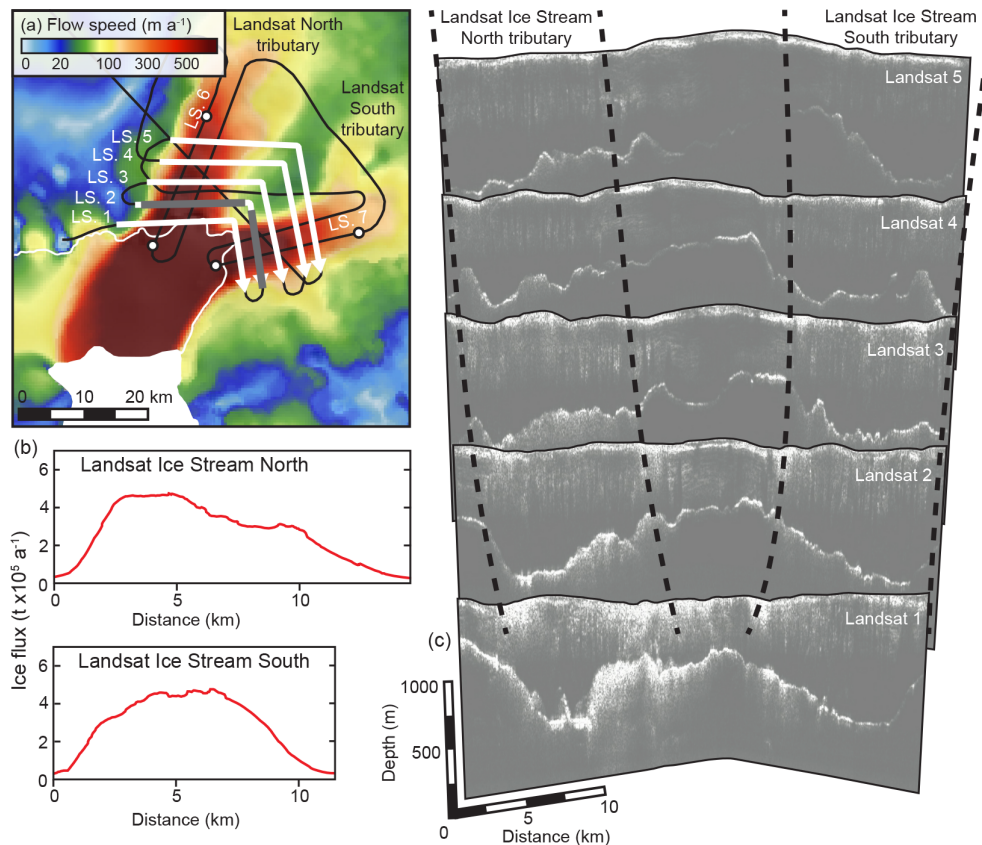 (a) Flow speed (m a⁻¹)
0 20 100 300 500
Landsat North
tributary
Landsat
South
tributary
LS. 6
LS. 5
LS. 4
LS. 3
LS. 2
LS. 1
LS. 7
0 10 20 km
(b)
Landsat Ice Stream North
6
4
2
0
0 5 10
Distance (km)
Ice flux (t x10⁵ a⁻¹)
Landsat Ice Stream South
6
4
2
0
0 5 10
Distance (km)
Landsat Ice Stream
North tributary
Landsat Ice Stream
South tributary
Landsat 5
Landsat 4
Landsat 3
Landsat 2
Landsat 1
(c)
1000
500
Depth (m)
0
5
10
Distance (km)